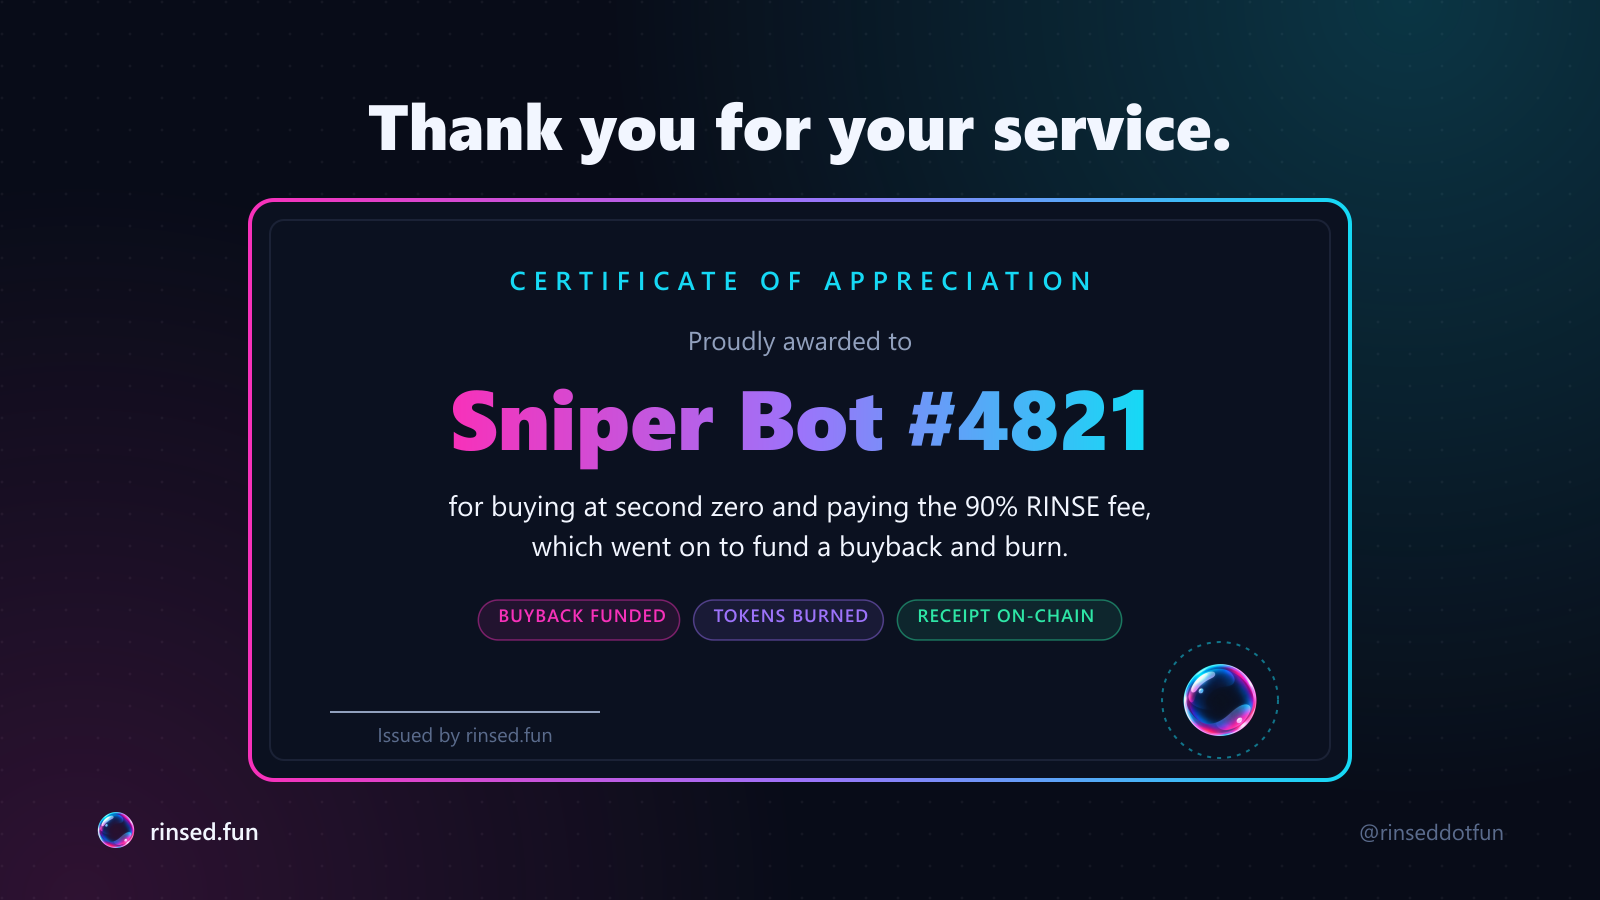 Thank you for your service.
CERTIFICATE OF APPRECIATION
Proudly awarded to
Sniper Bot #4821
for buying at second zero and paying the 90% RINSE fee,
which went on to fund a buyback and burn.
BUYBACK FUNDED
TOKENS BURNED
RECEIPT ON-CHAIN
Issued by rinsed.fun
rinsed.fun
@rinseddotfun